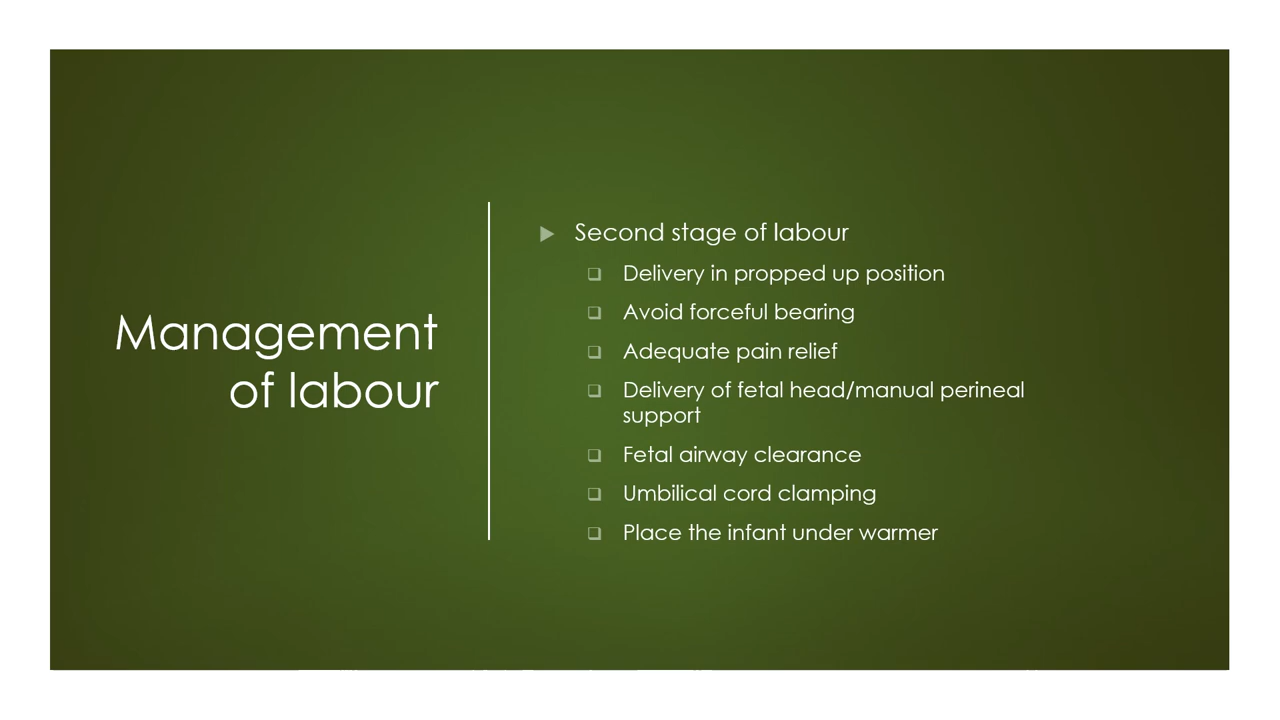 Management
of labour
Second stage of labour
Delivery in propped up position
Avoid forceful bearing
Adequate pain relief
Delivery of fetal head/manual perineal
support
Fetal airway clearance
Umbilical cord clamping
Place the infant under warmer